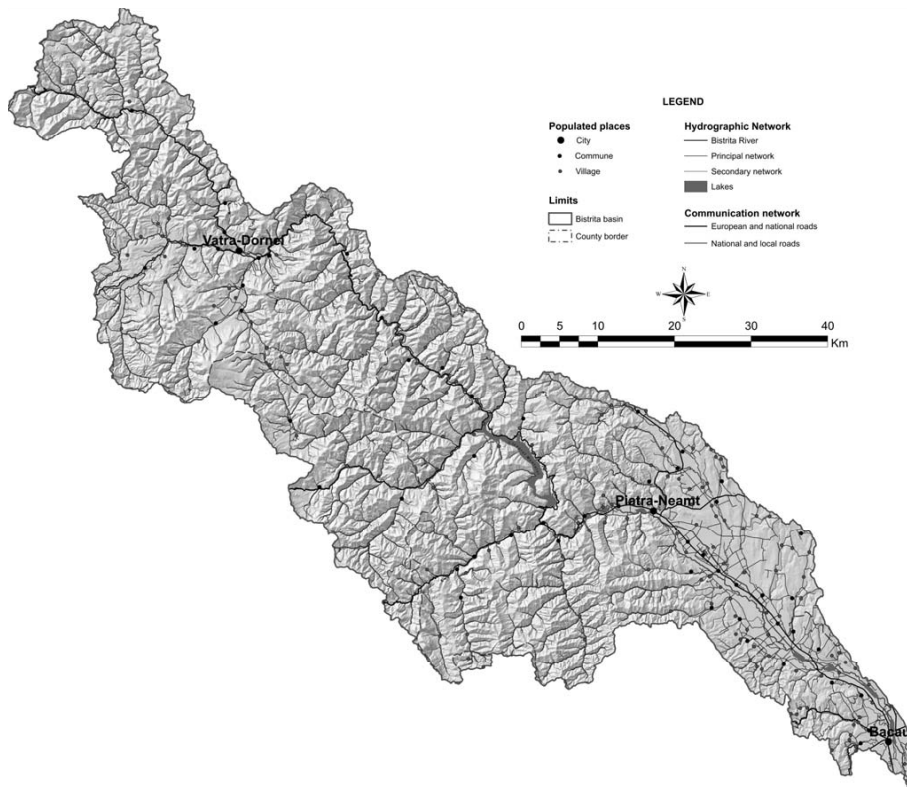 LEGEND
Populated places
City
Commune
Village
Limits
Bistrita basin
County border
Hydrographic Network
Bistrita River
Principal network
Secondary network
Lakes
Communication network
European and national roads
National and local roads
N
W E
S
0 5 10 20 30 40
Km
Vatra-Dornei
Piatra-Neamt
Bacau